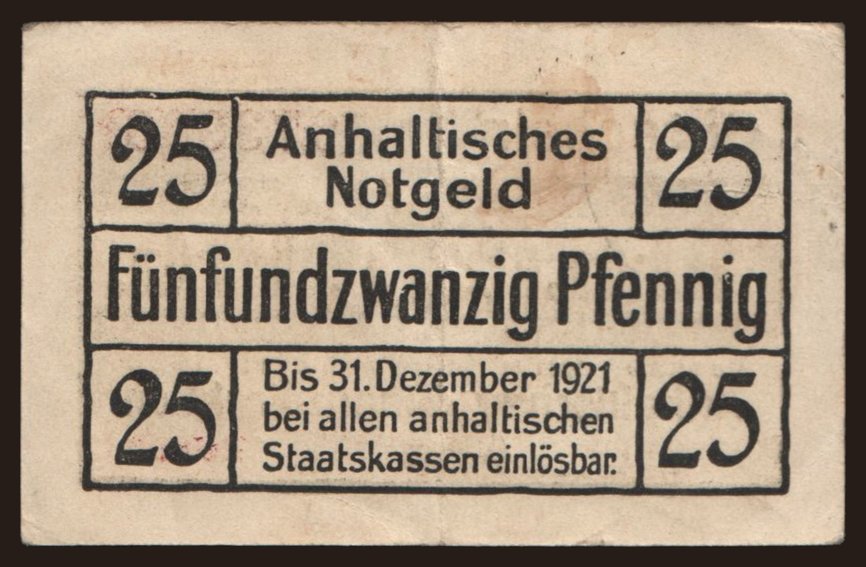 25 Anhaltisches 25
Notgeld
Fünfundzwanzig Pfennig
25 Bis 31. Dezember 1921 25
bei allen anhaltischen
Staatskassen einlösbar.